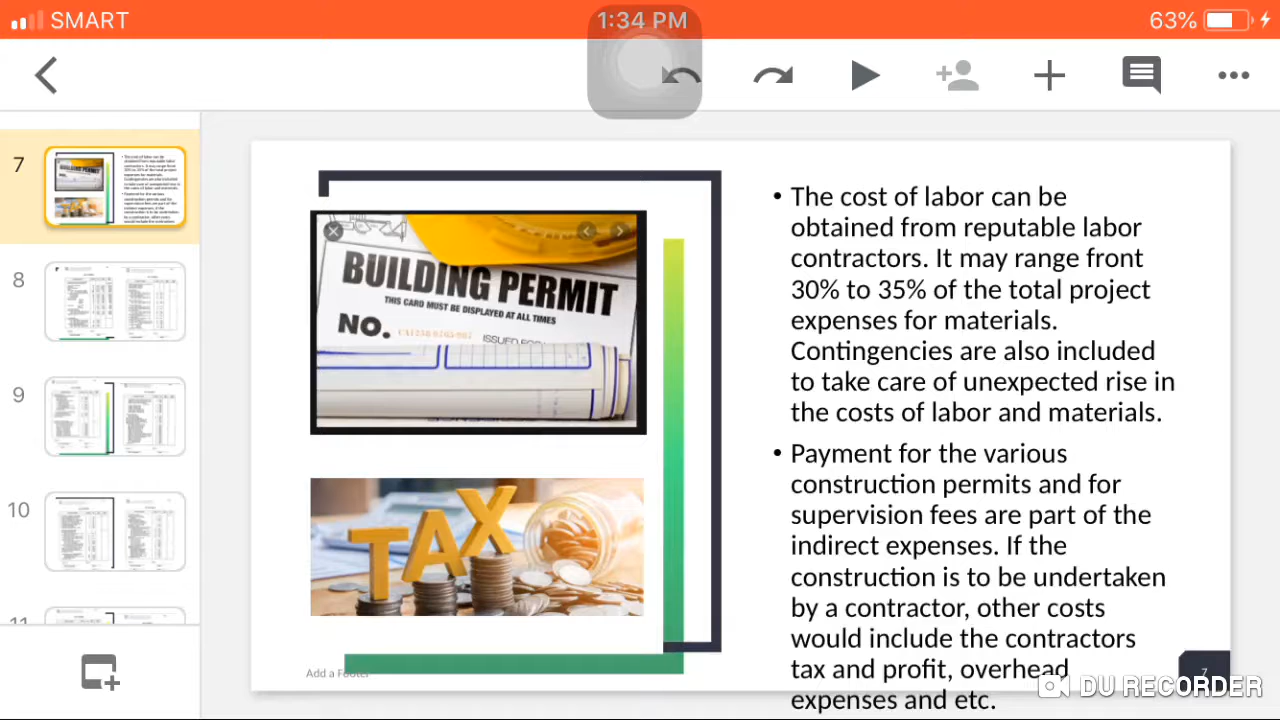 SMART
1:34 PM
63%
7
8
9
10
11
BUILDING PERMIT
THIS CARD MUST BE DISPLAYED AT ALL TIMES
NO.
TAX
Add a Footer
• The cost of labor can be
obtained from reputable labor
contractors. It may range front
30% to 35% of the total project
expenses for materials.
Contingencies are also included
to take care of unexpected rise in
the costs of labor and materials.
• Payment for the various
construction permits and for
supervision fees are part of the
indirect expenses. If the
construction is to be undertaken
by a contractor, other costs
would include the contractors
tax and profit, overhead
expenses and etc.
7
DU RECORDER